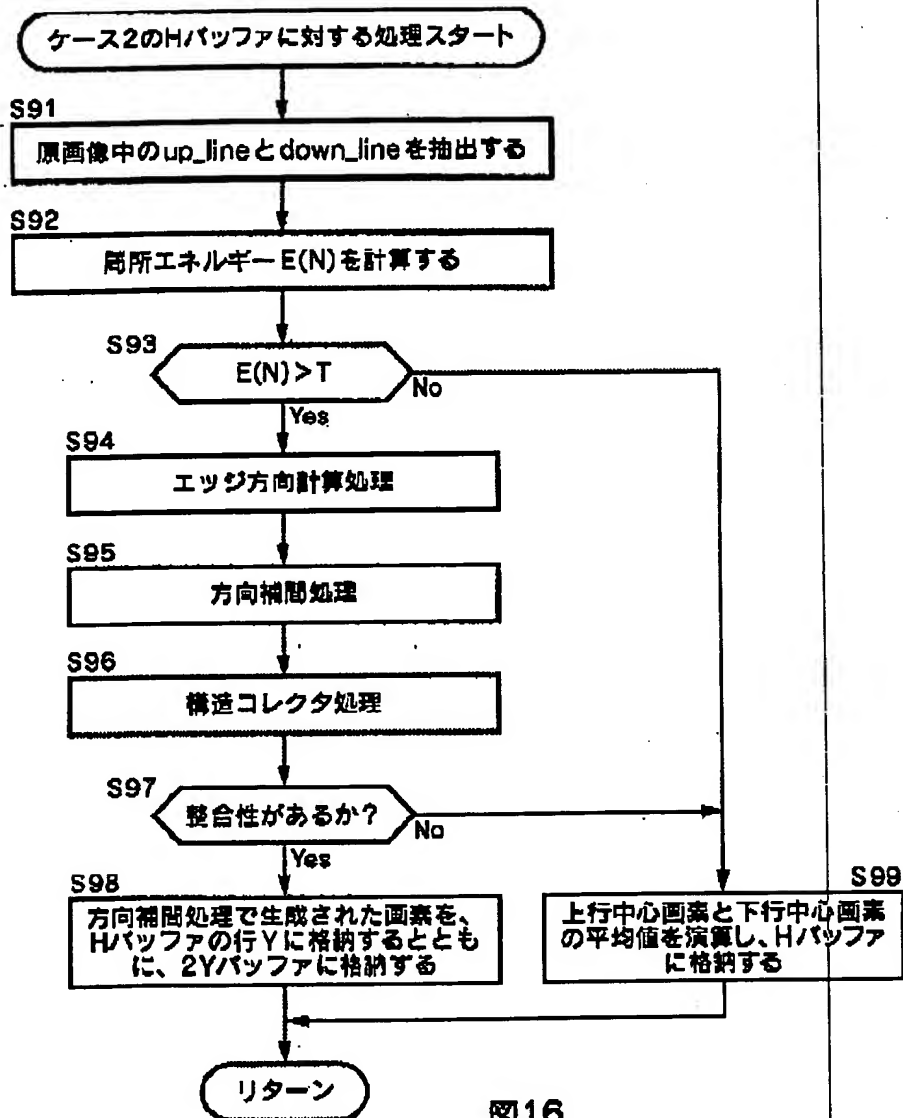 ケース2のHバッファに対する処理スタート
S91
原画像中のup_lineとdown_lineを抽出する
S92
局所エネルギーE(N)を計算する
S93
E(N)>T
No
Yes
S94
エッジ方向計算処理
S95
方向補間処理
S96
構造コレクタ処理
S97
整合性があるか?
No
Yes
S98
方向補間処理で生成された画素を、
Hバッファの行Yに格納するととも
に、2Yバッファに格納する
S99
上行中心画素と下行中心画素
の平均値を演算し、Hバッファ
に格納する
リターン
図16